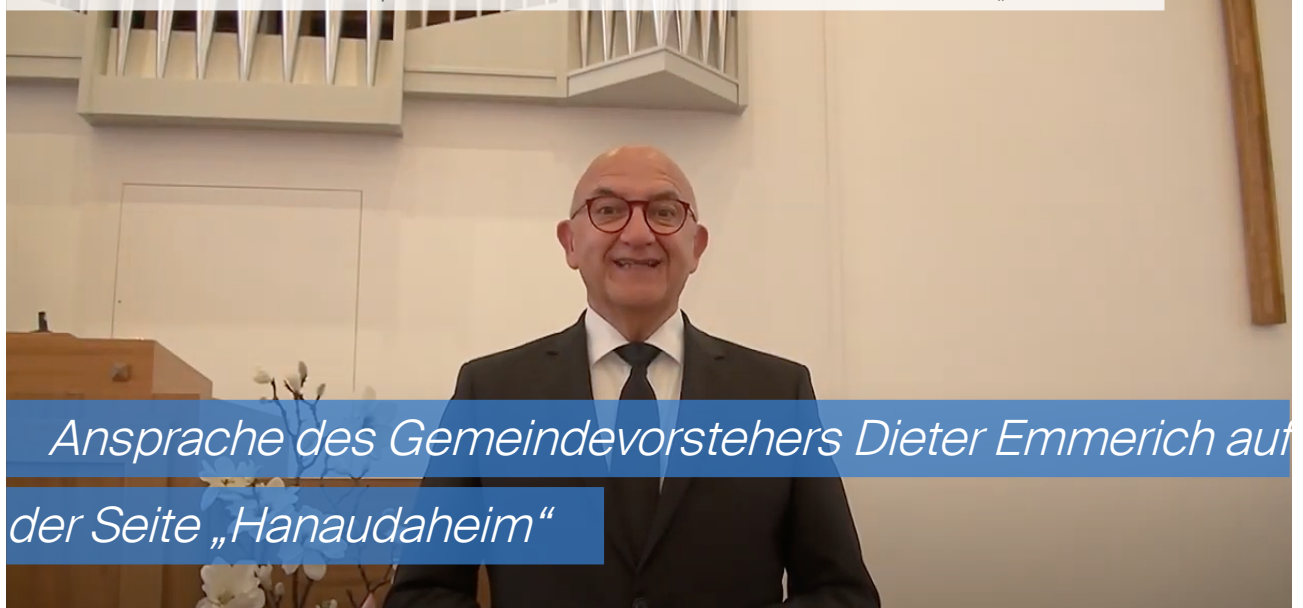 Ansprache des Gemeindevorstehers Dieter Emmerich auf
der Seite „Hanaudaheim“